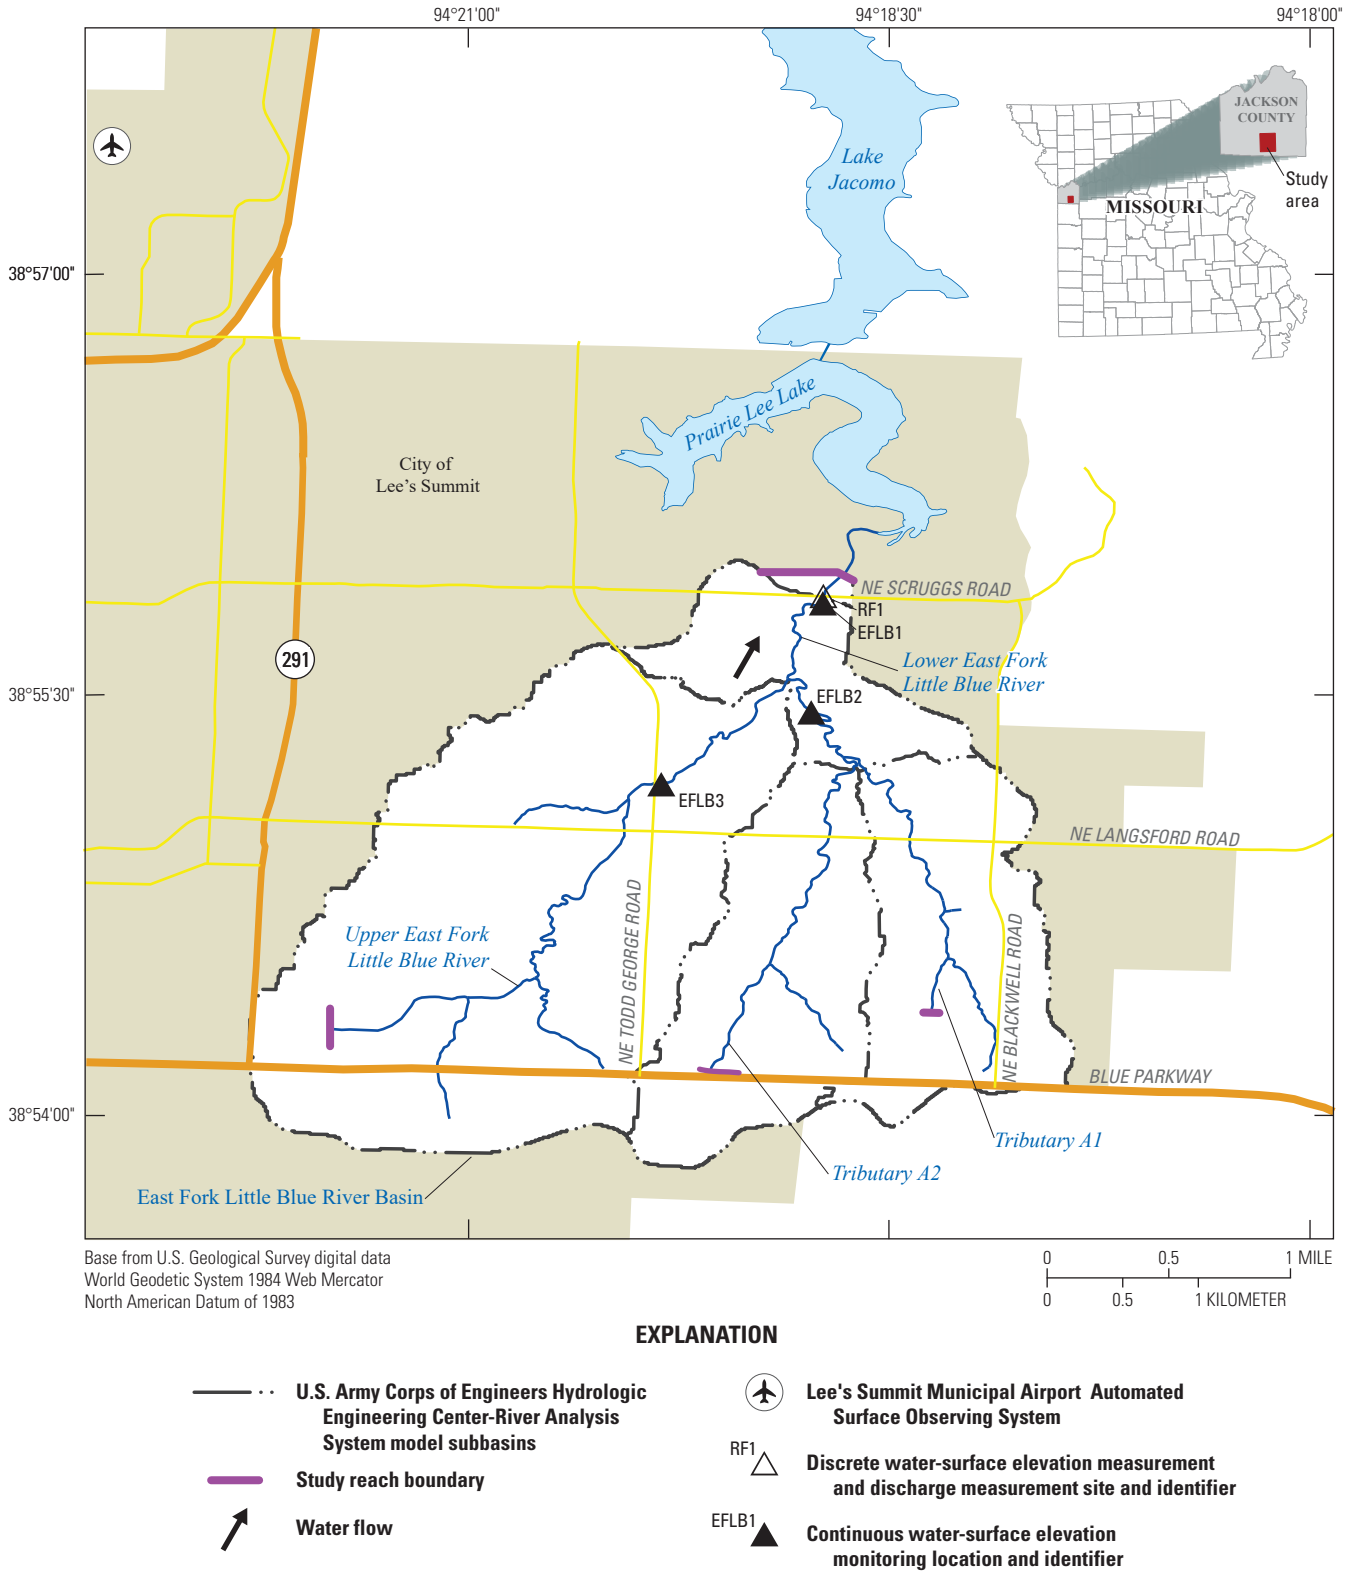 94°21'00"
94°18'30"
94°18'00"
JACKSON
COUNTY
Lake
Jacomo
Study
area
MISSOURI
38°57'00"
Prairie Lee Lake
City of
Lee's Summit
NE SCRUGGS ROAD
RF1
EFLB1
291
Lower East Fork
Little Blue River
38°55'30"
EFLB2
EFLB3
NE LANGSFORD ROAD
NE TODD GEORGE ROAD
Upper East Fork
Little Blue River
NE BLACKWELL ROAD
BLUE PARKWAY
38°54'00"
Tributary A1
Tributary A2
East Fork Little Blue River Basin
Base from U.S. Geological Survey digital data
World Geodetic System 1984 Web Mercator
North American Datum of 1983
0 0.5 1 MILE
0 0.5 1 KILOMETER
EXPLANATION
U.S. Army Corps of Engineers Hydrologic
Engineering Center-River Analysis
System model subbasins
Study reach boundary
Water flow
Lee's Summit Municipal Airport Automated
Surface Observing System
RF1
Discrete water-surface elevation measurement
and discharge measurement site and identifier
EFLB1
Continuous water-surface elevation
monitoring location and identifier